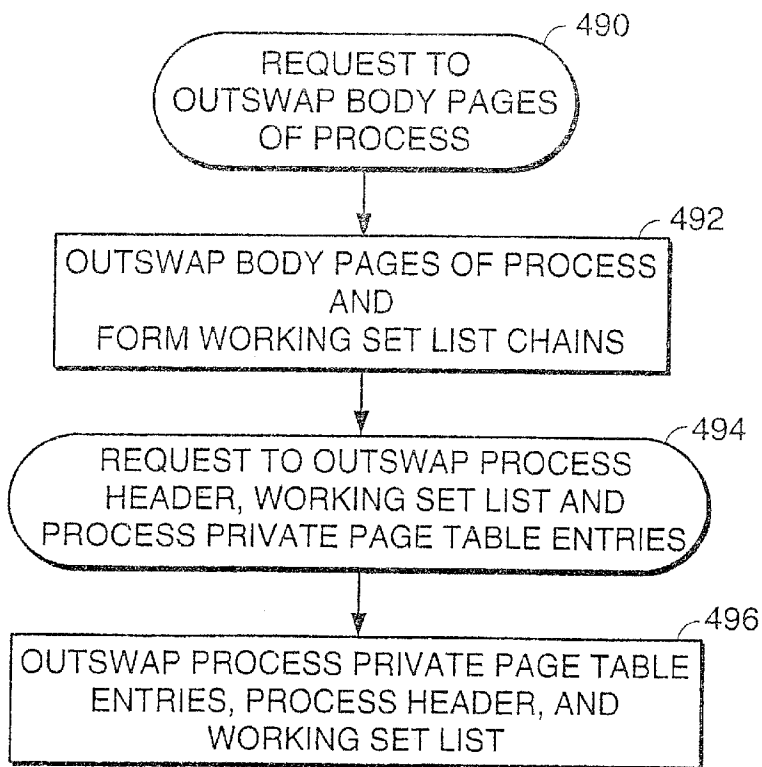 490
REQUEST TO
OUTSWAP BODY PAGES
OF PROCESS
492
OUTSWAP BODY PAGES OF PROCESS
AND
FORM WORKING SET LIST CHAINS
494
REQUEST TO OUTSWAP PROCESS
HEADER, WORKING SET LIST AND
PROCESS PRIVATE PAGE TABLE ENTRIES
496
OUTSWAP PROCESS PRIVATE PAGE TABLE
ENTRIES, PROCESS HEADER, AND
WORKING SET LIST